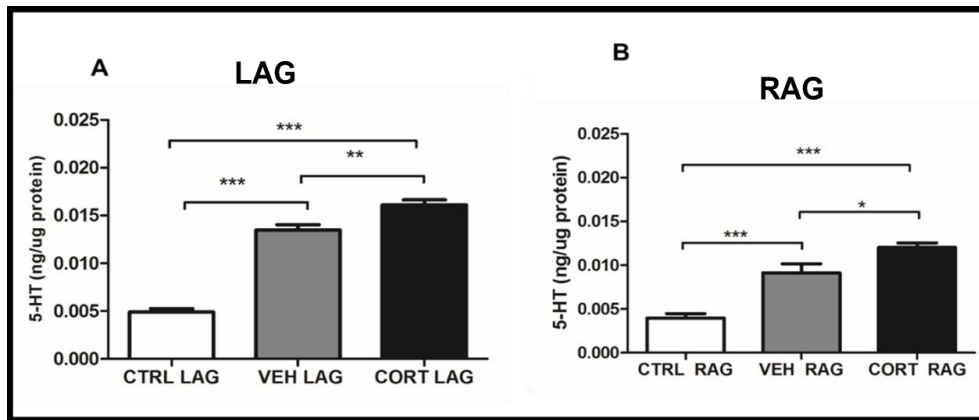 A
LAG
5-HT (ng/ug protein)
0.025
0.020
0.015
0.010
0.005
0.000
***
**
***
CTRL LAG
VEH LAG
CORT LAG
B
RAG
5-HT (ng/ug protein)
0.025
0.020
0.015
0.010
0.005
0.000
***
*
***
CTRL RAG
VEH RAG
CORT RAG